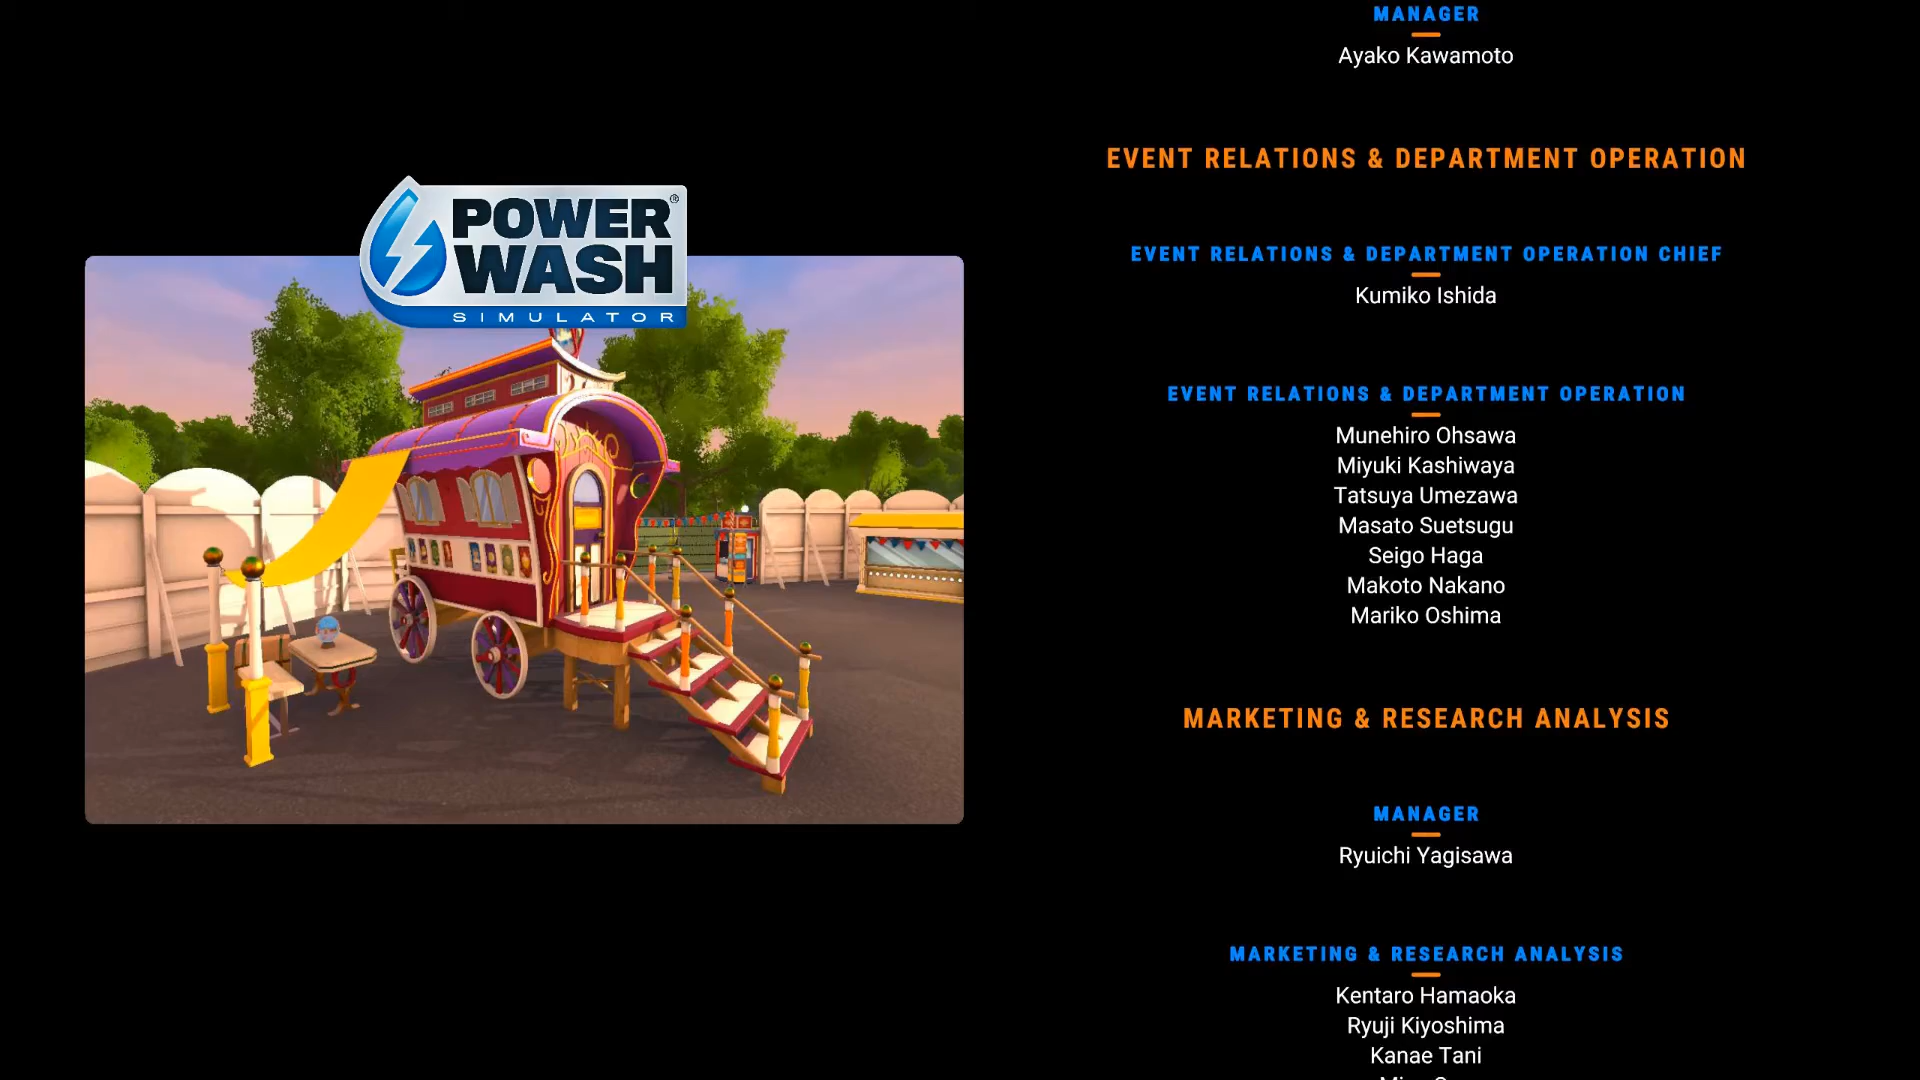 POWER
WASH
SIMULATOR
MANAGER
Ayako Kawamoto
EVENT RELATIONS & DEPARTMENT OPERATION
EVENT RELATIONS & DEPARTMENT OPERATION CHIEF
Kumiko Ishida
EVENT RELATIONS & DEPARTMENT OPERATION
Munehiro Ohsawa
Miyuki Kashiwaya
Tatsuya Umezawa
Masato Suetsugu
Seigo Haga
Makoto Nakano
Mariko Oshima
MARKETING & RESEARCH ANALYSIS
MANAGER
Ryuichi Yagisawa
MARKETING & RESEARCH ANALYSIS
Kentaro Hamaoka
Ryuji Kiyoshima
Kanae Tani